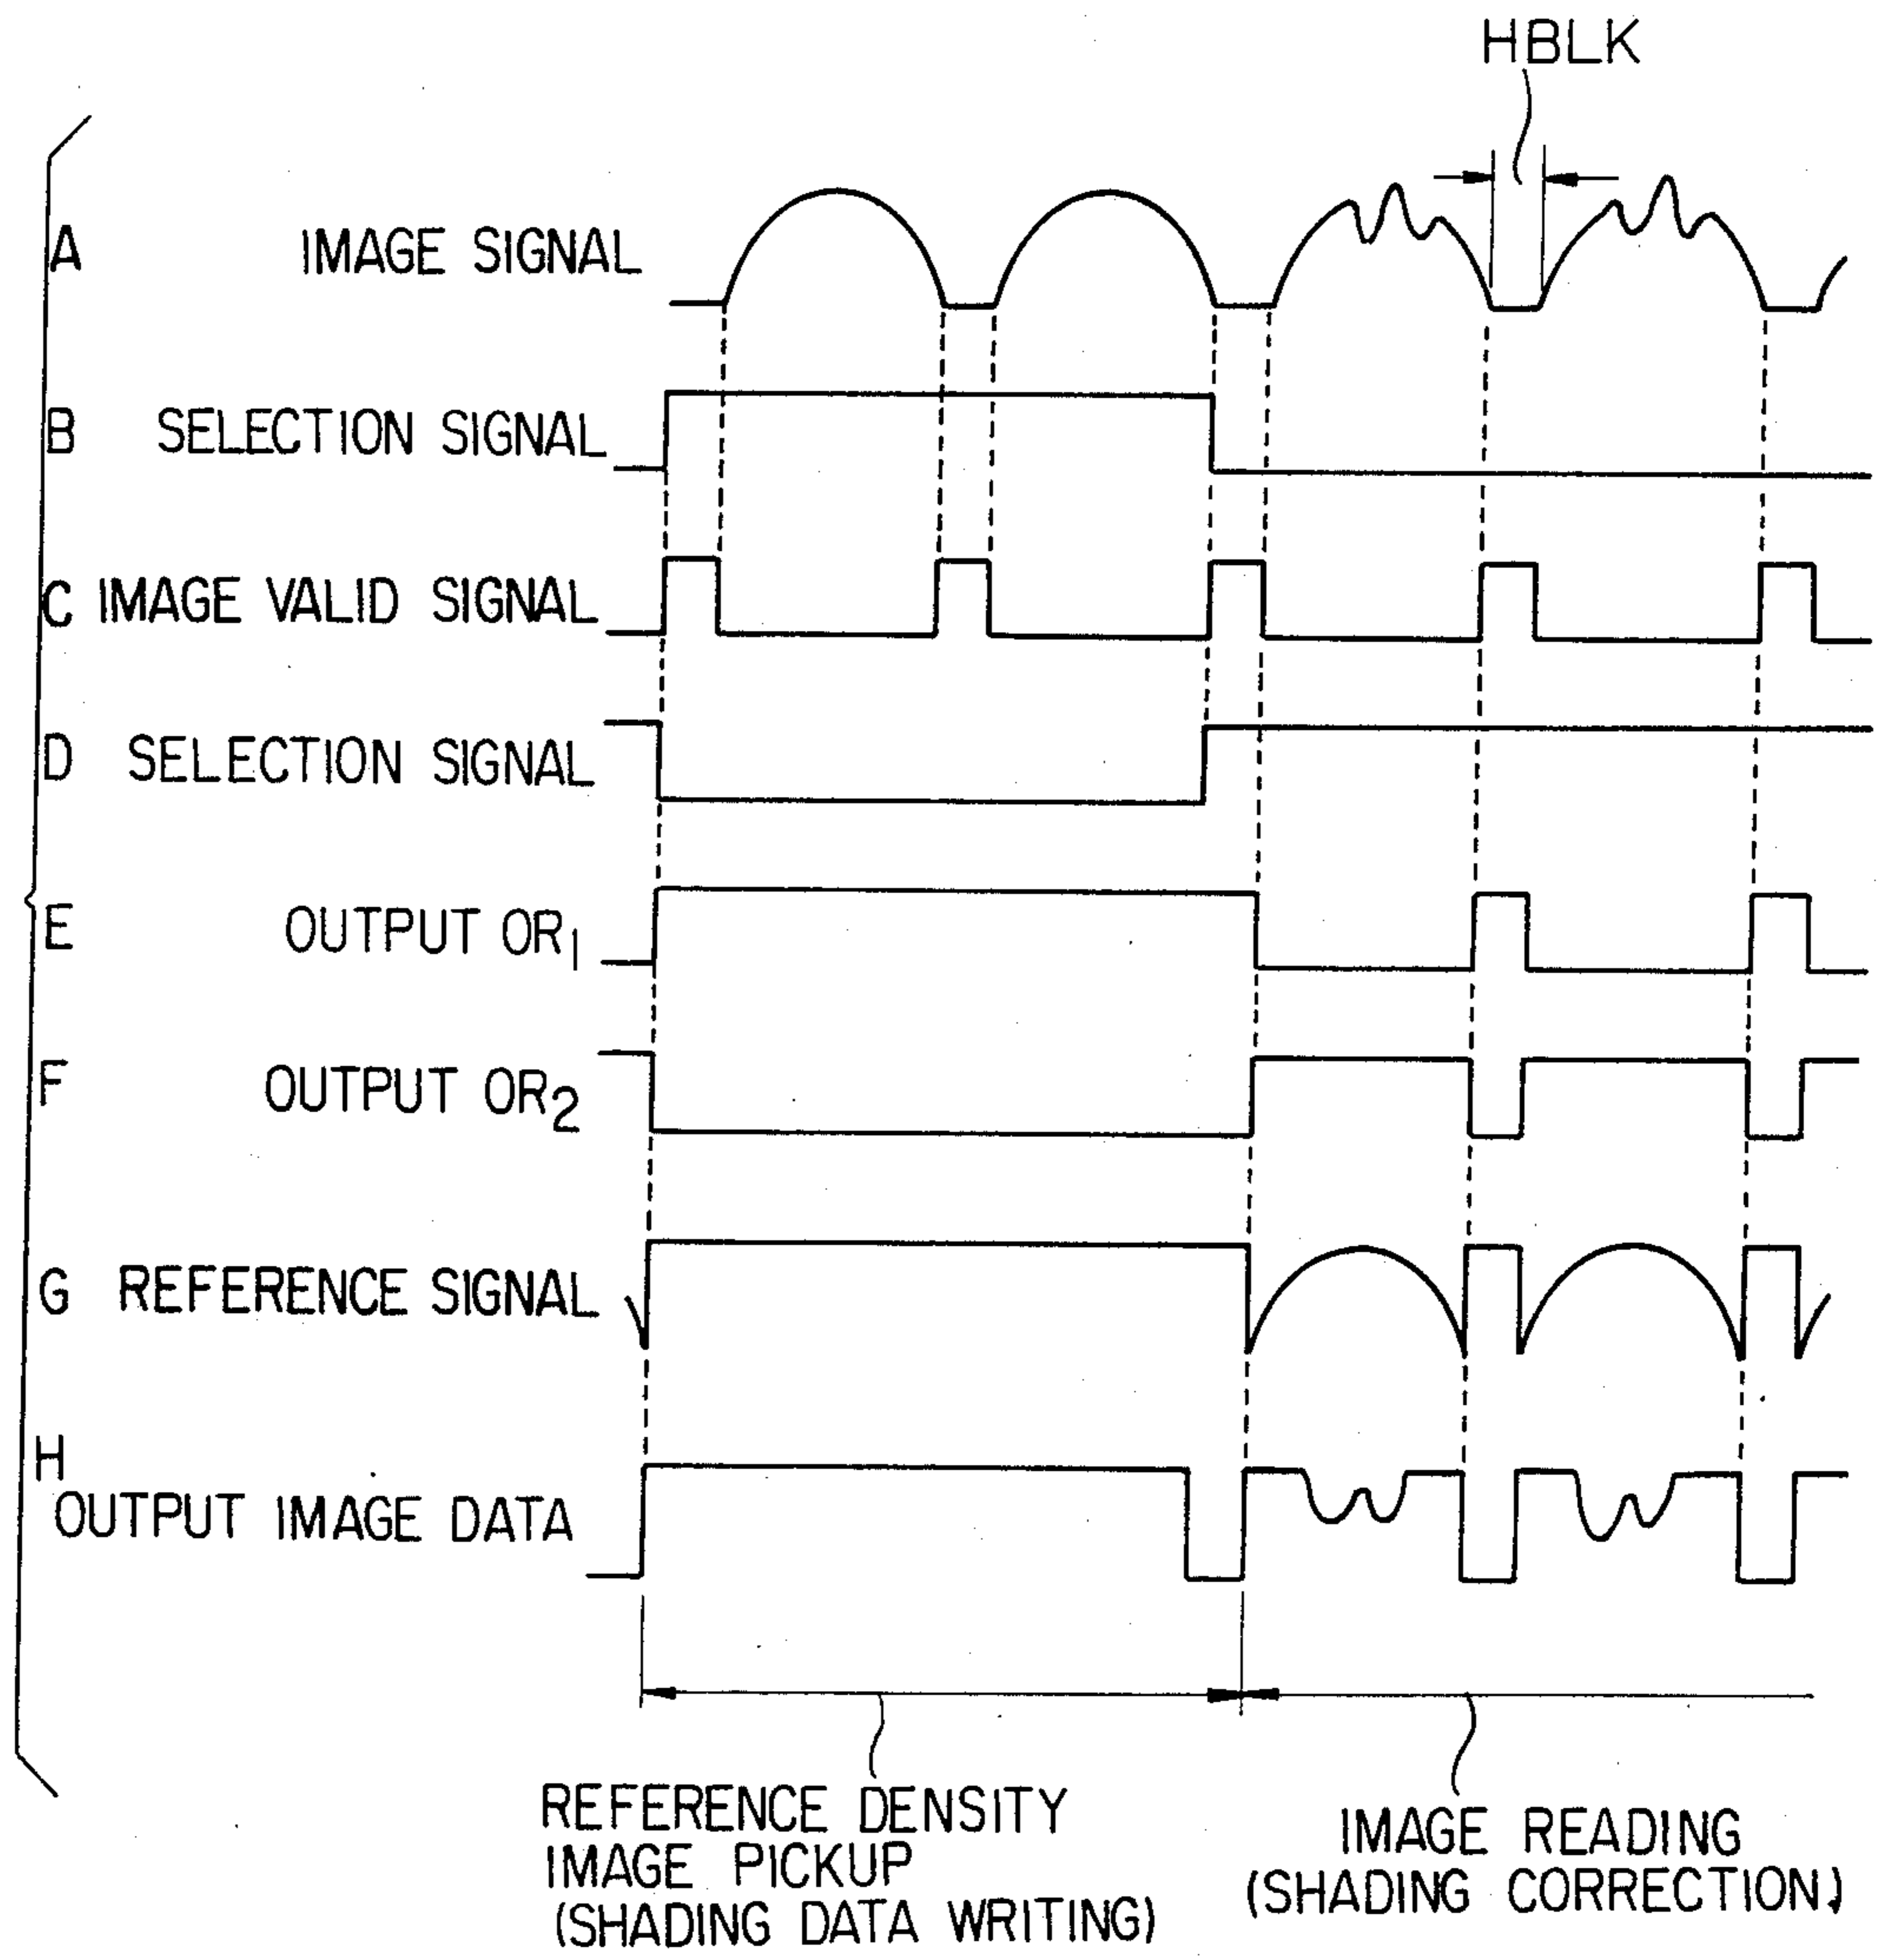 HBLK
A IMAGE SIGNAL
B SELECTION SIGNAL
C IMAGE VALID SIGNAL
D SELECTION SIGNAL
E OUTPUT OR1
F OUTPUT OR2
G REFERENCE SIGNAL
H
OUTPUT IMAGE DATA
REFERENCE DENSITY
IMAGE PICKUP
(SHADING DATA WRITING)
IMAGE READING
(SHADING CORRECTION)